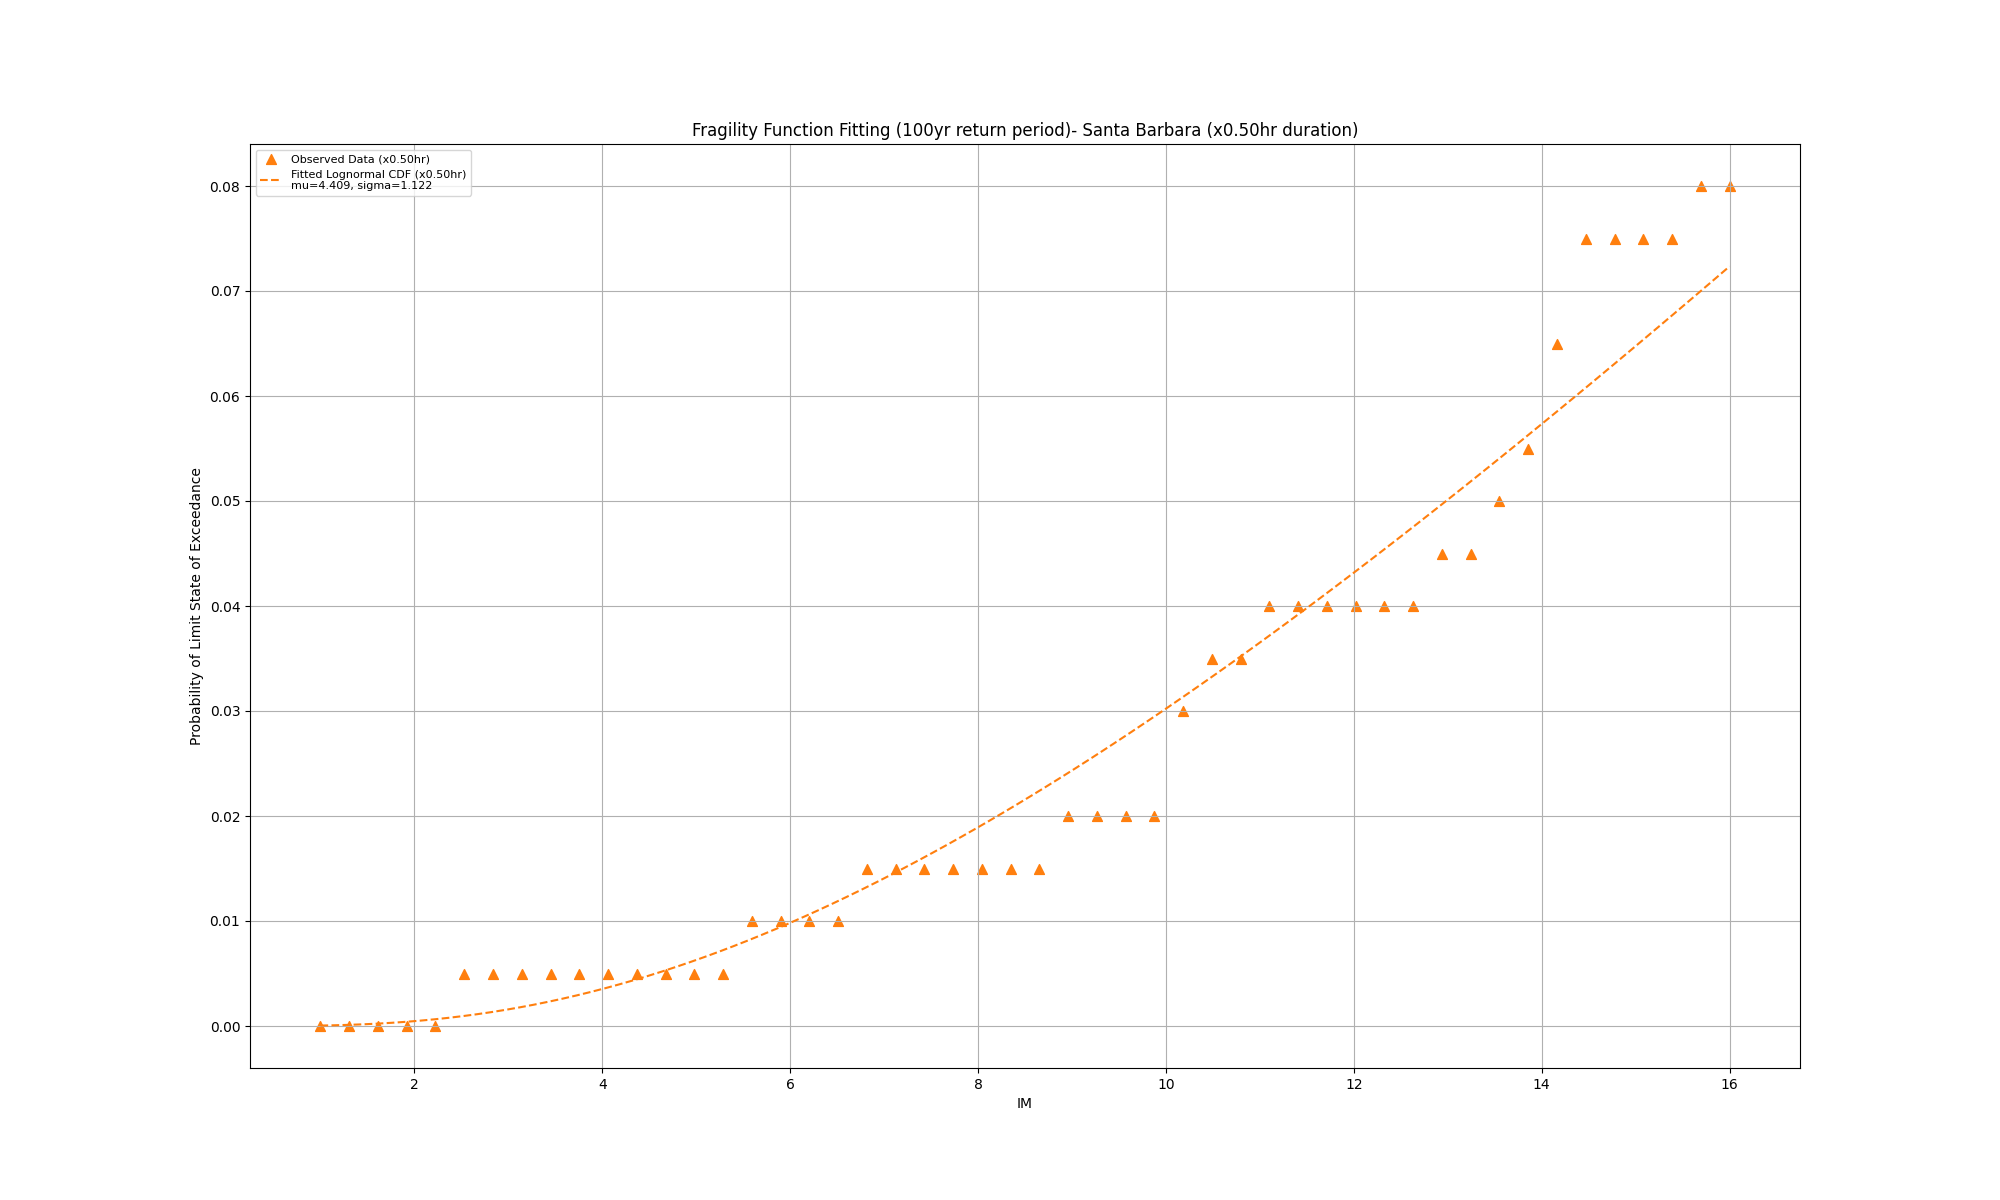 Fragility Function Fitting (100yr return period)- Santa Barbara (x0.50hr duration)
Observed Data (x0.50hr)
Fitted Lognormal CDF (x0.50hr)
mu=4.409, sigma=1.122
0.08
0.07
0.06
0.05
0.04
0.03
0.02
0.01
0.00
Probability of Limit State of Exceedance
2
4
6
8
10
12
14
16
IM